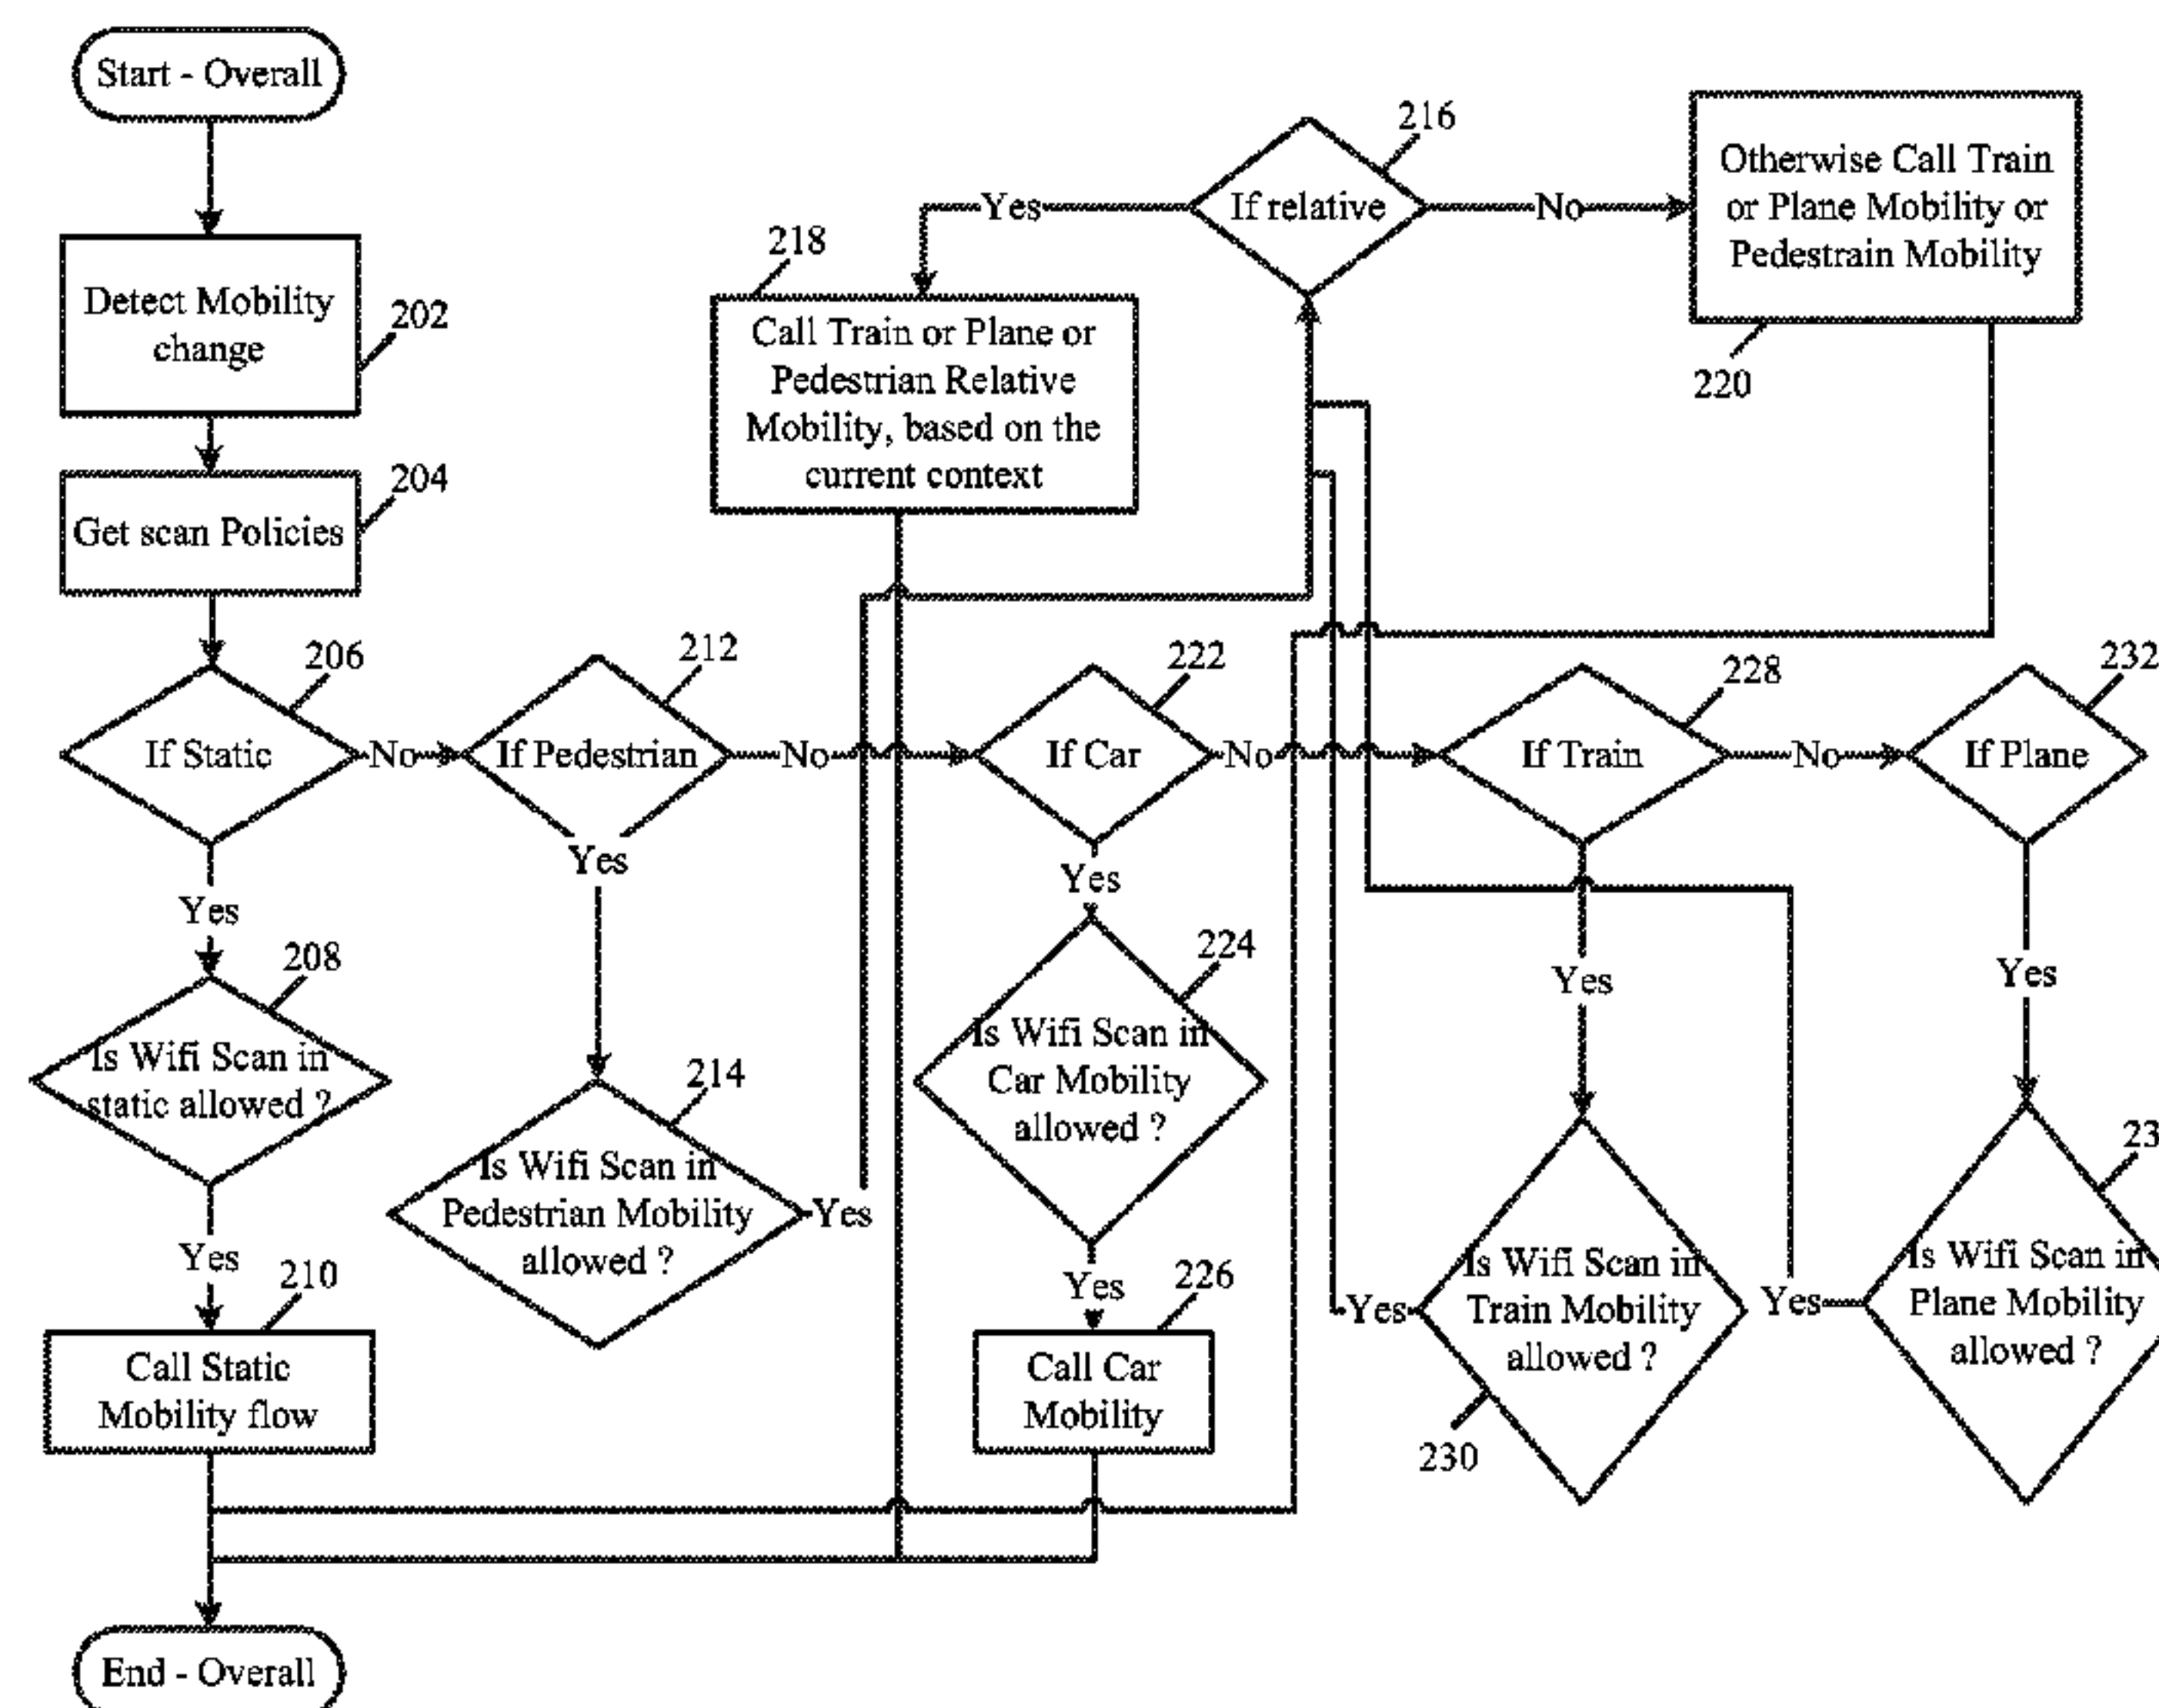 Start - Overall
216
Otherwise Call Train
or Plane Mobility or
Pedestrain Mobility
If relative
Yes
No
218
Detect Mobility
change
202
Call Train or Plane or
Pedestrian Relative
Mobility, based on the
current context
220
204
Get scan Policies
206
212
222
228
232
If Static
No
If Pedestrian
No
If Car
No
If Train
No
If Plane
Yes
Yes
Yes
Yes
Yes
208
Is Wifi Scan in
static allowed ?
214
Is Wifi Scan in
Pedestrian Mobility
allowed ?
Yes
224
Is Wifi Scan in
Car Mobility
allowed ?
23
Is Wifi Scan in
Train Mobility
allowed ?
Yes
230
Is Wifi Scan in
Plane Mobility
allowed ?
Yes
Yes
210
Call Static
Mobility flow
Yes
226
Call Car
Mobility
End - Overall